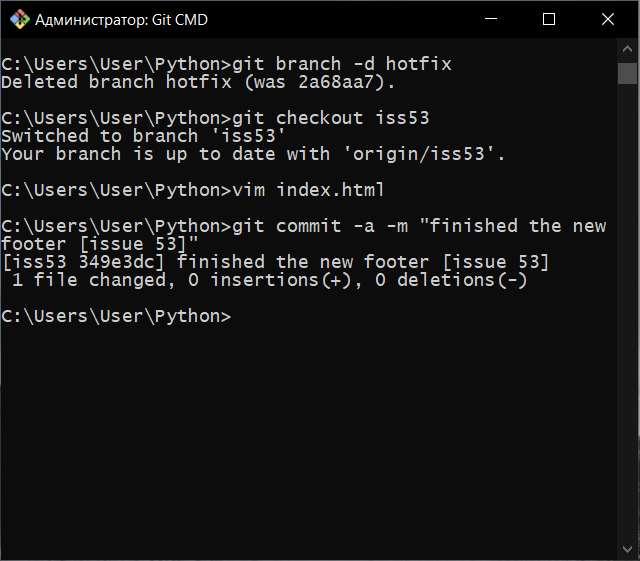 Администратор: Git CMD
C:\Users\User\Python>git branch -d hotfix
Deleted branch hotfix (was 2a68aa7).
C:\Users\User\Python>git checkout iss53
Switched to branch 'iss53'
Your branch is up to date with 'origin/iss53'.
C:\Users\User\Python>vim index.html
C:\Users\User\Python>git commit -a -m "finished the new
footer [issue 53]"
[iss53 349e3dc] finished the new footer [issue 53]
 1 file changed, 0 insertions(+), 0 deletions(-)
C:\Users\User\Python>